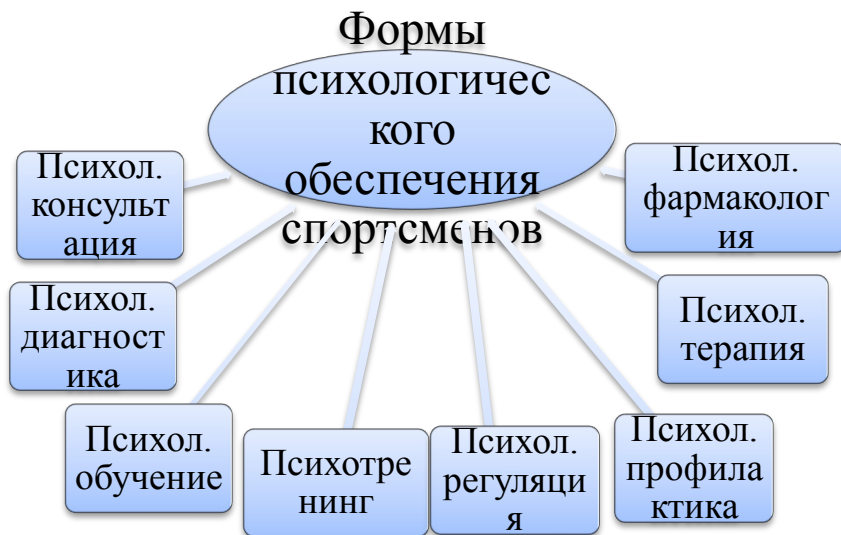 Формы
психологичес
кого
обеспечения
спортсменов
Психол.
консульт
ация
Психол.
фармаколог
ия
Психол.
диагност
ика
Психол.
терапия
Психол.
обучение
Психотре
нинг
Психол.
регуляци
я
Психол.
профила
ктика